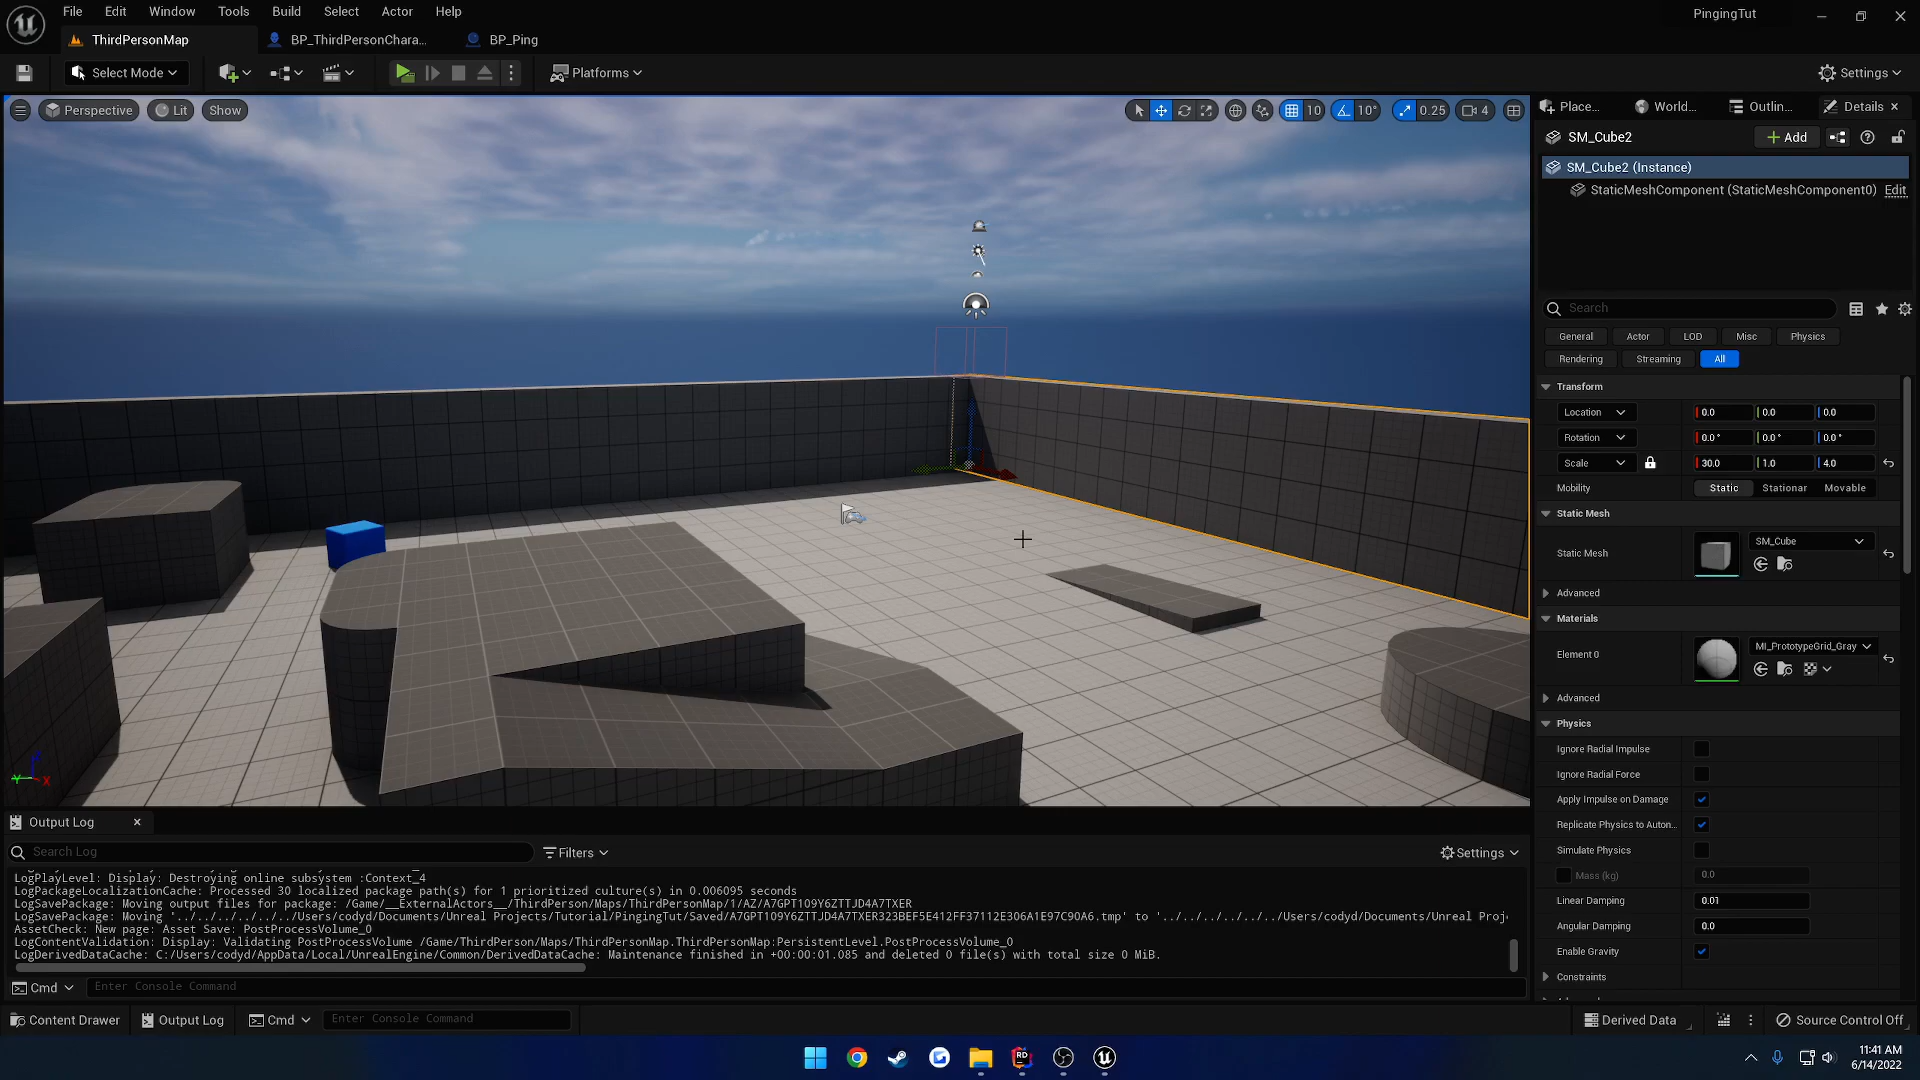 File Edit Window Tools Build Select Actor Help
PingingTut
ThirdPersonMap
BP_ThirdPersonChara...
BP_Ping
Select Mode
Platforms
Settings
Perspective
Lit
Show
10
10°
0.25
4
Place...
World...
Outlin...
Details
SM_Cube2
Add
SM_Cube2 (Instance)
StaticMeshComponent (StaticMeshComponent0)
Edit
Search
General
Actor
LOD
Misc
Physics
Rendering
Streaming
All
Transform
Location
0.0
0.0
0.0
Rotation
0.0°
0.0°
0.0°
Scale
30.0
1.0
4.0
Mobility
Static
Stationar
Movable
Static Mesh
Static Mesh
SM_Cube
Advanced
Materials
Element 0
MI_PrototypeGrid_Gray
Advanced
Physics
Ignore Radial Impulse
Ignore Radial Force
Apply Impulse on Damage
Replicate Physics to Auton...
Simulate Physics
Mass (kg)
0.0
Linear Damping
0.01
Angular Damping
0.0
Enable Gravity
Constraints
Output Log
Search Log
Filters
Settings
LogPlayLevel: Display: Destroying online subsystem :Context_4
LogPackageLocalizationCache: Processed 30 localized package path(s) for 1 prioritized culture(s) in 0.006095 seconds
LogSavePackage: Moving output files for package: /Game/__ExternalActors__/ThirdPerson/Maps/ThirdPersonMap/1/AZ/A7GPT1O9Y6ZTTJD4A7TXER
LogSavePackage: Moving '../../../../../../Users/codyd/Documents/Unreal Projects/Tutorial/PingingTut/Saved/A7GPT1O9Y6ZTTJD4A7TXER323BEF5E412FF37112E306A1E97C90A6.tmp' to '../../../../../../Users/codyd/Documents/Unreal Proj
AssetCheck: New page: Asset Save: PostProcessVolume_0
LogContentValidation: Display: Validating PostProcessVolume /Game/ThirdPerson/Maps/ThirdPersonMap.ThirdPersonMap:PersistentLevel.PostProcessVolume_0
LogDerivedDataCache: C:/Users/codyd/AppData/Local/UnrealEngine/Common/DerivedDataCache: Maintenance finished in +00:00:01.085 and deleted 0 file(s) with total size 0 MiB.
Cmd
Enter Console Command
Content Drawer
Output Log
Cmd
Enter Console Command
Derived Data
Source Control Off
11:41 AM
6/14/2022